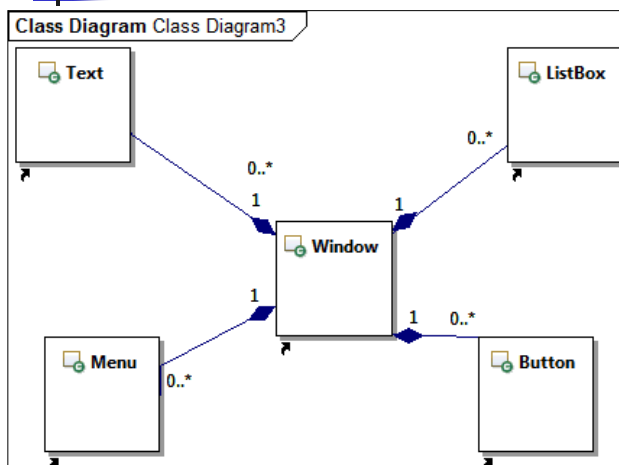 Class Diagram Class Diagram3
Text
ListBox
0..*
0..*
1
1
Window
1
1
0..*
Menu
0..*
Button